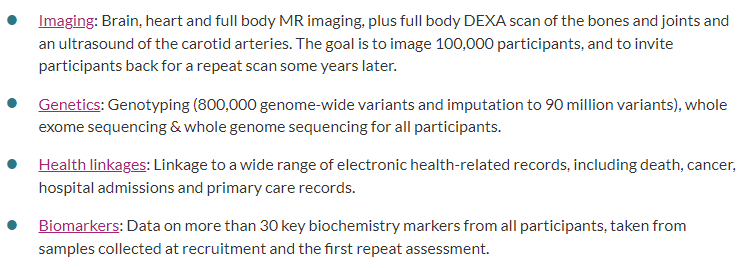 Imaging: Brain, heart and full body MR imaging, plus full body DEXA scan of the bones and joints and
an ultrasound of the carotid arteries. The goal is to image 100,000 participants, and to invite
participants back for a repeat scan some years later.
Genetics: Genotyping (800,000 genome-wide variants and imputation to 90 million variants), whole
exome sequencing & whole genome sequencing for all participants.
Health linkages: Linkage to a wide range of electronic health-related records, including death, cancer,
hospital admissions and primary care records.
Biomarkers: Data on more than 30 key biochemistry markers from all participants, taken from
samples collected at recruitment and the first repeat assessment.